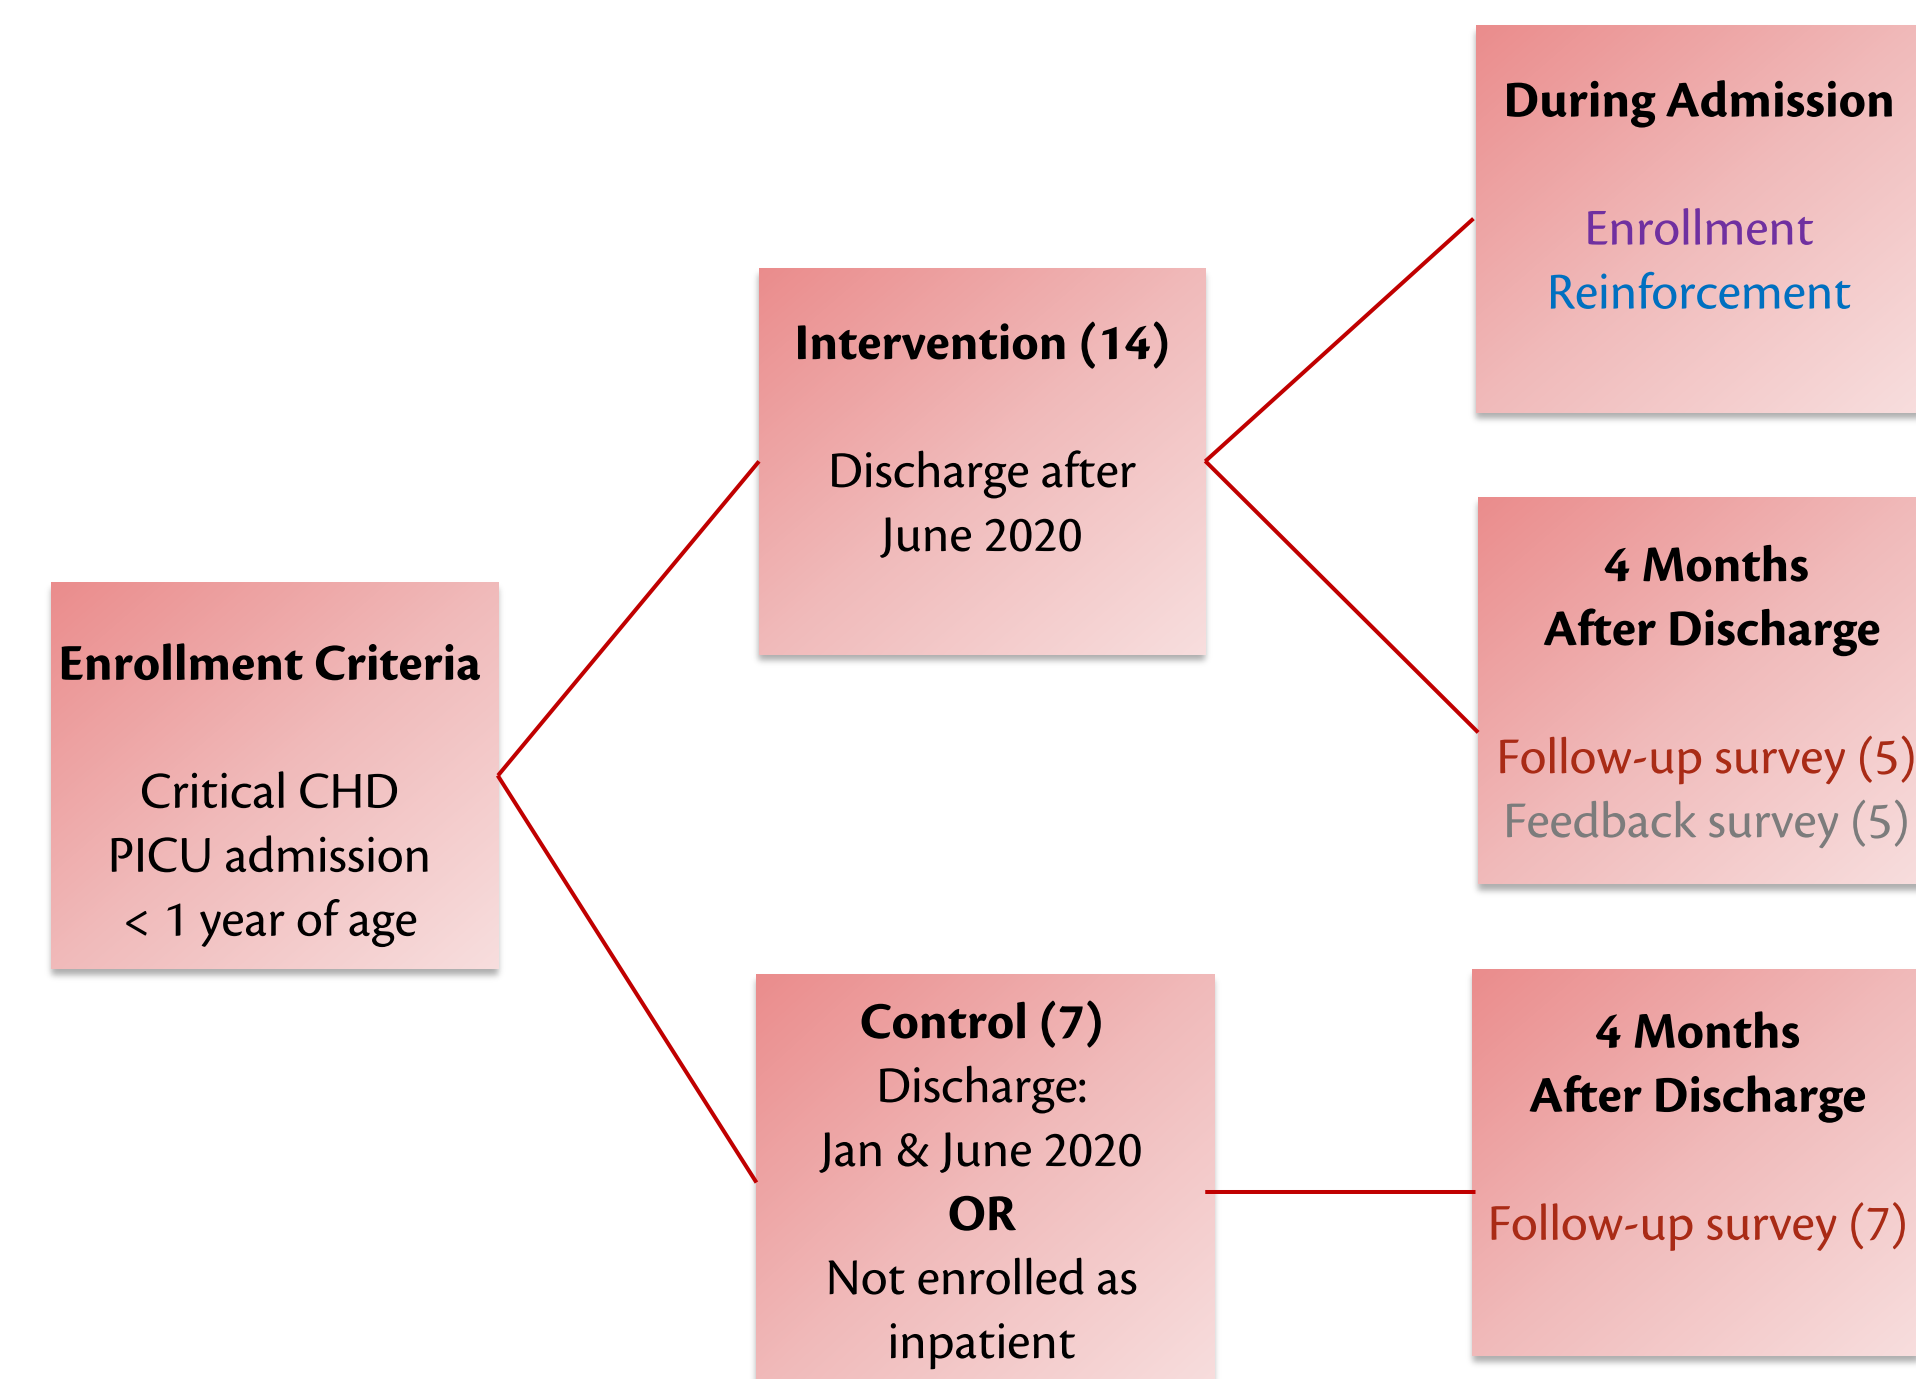 Enrollment Criteria
Critical CHD
PICU admission
< 1 year of age
Intervention (14)
Discharge after
June 2020
Control (7)
Discharge:
Jan & June 2020
OR
Not enrolled as
inpatient
During Admission
Enrollment
Reinforcement
4 Months
After Discharge
Follow-up survey (5)
Feedback survey (5)
4 Months
After Discharge
Follow-up survey (7)